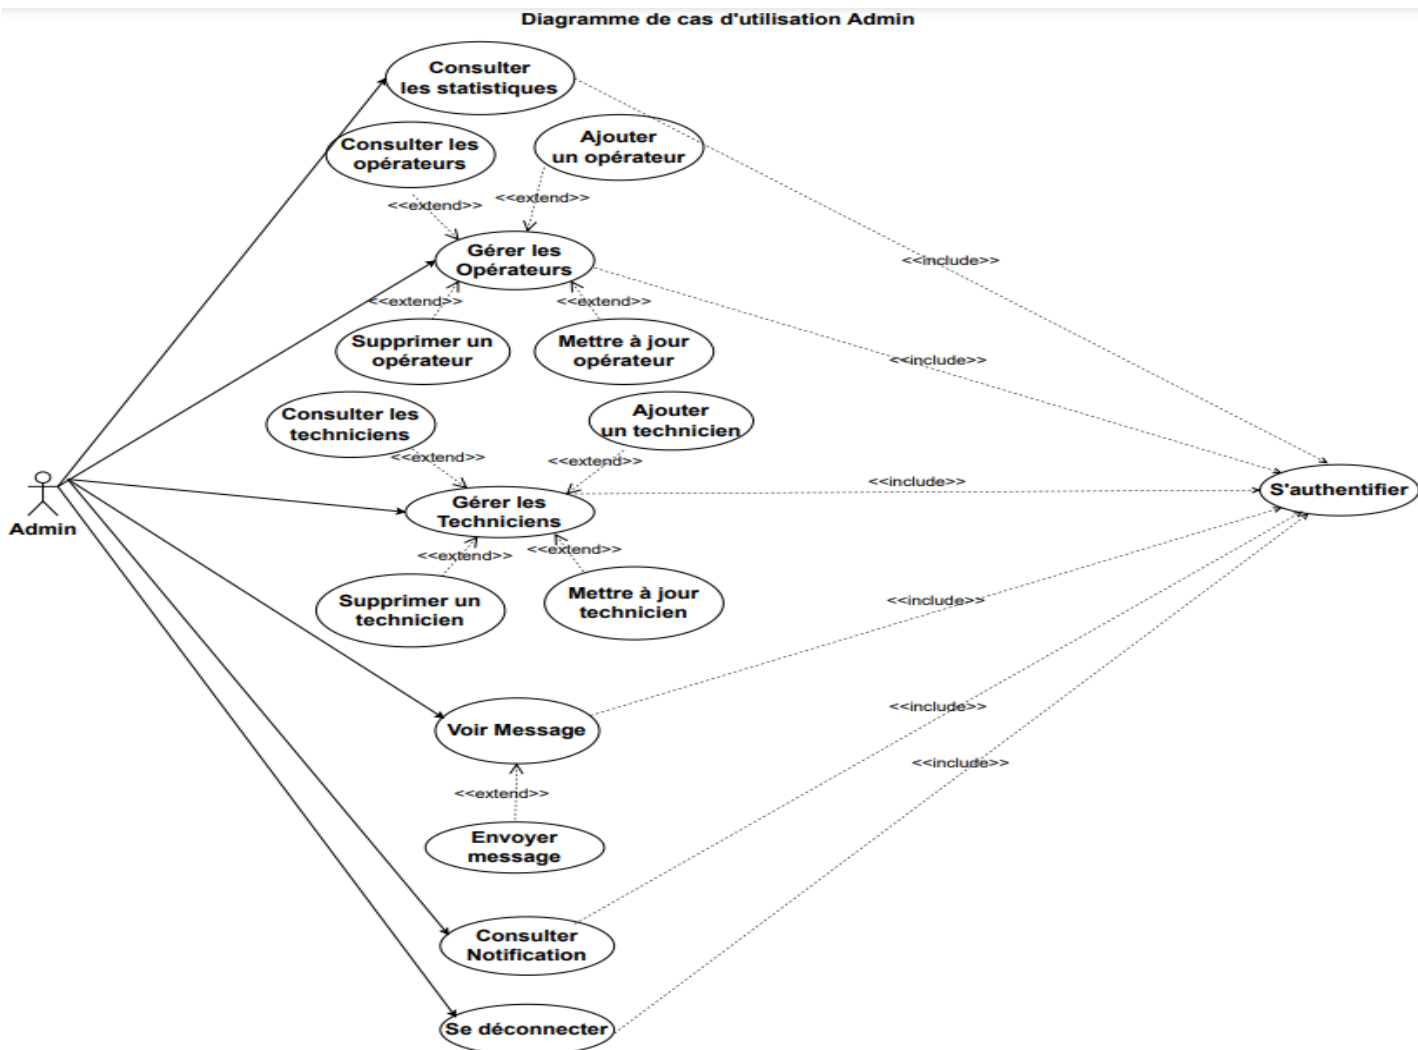 Diagramme de cas d'utilisation Admin
Consulter
les statistiques
Consulter les
opérateurs
Ajouter
un opérateur
<<extend>>
<<extend>>
Gérer les
Opérateurs
<<include>>
<<extend>>
<<extend>>
Supprimer un
opérateur
Mettre à jour
opérateur
<<include>>
Consulter les
techniciens
Ajouter
un technicien
<<extend>>
<<extend>>
Gérer les
Techniciens
<<include>>
S'authentifier
Admin
<<extend>>
<<extend>>
Supprimer un
technicien
Mettre à jour
technicien
<<include>>
Voir Message
<<include>>
<<extend>>
<<include>>
Envoyer
message
Consulter
Notification
Se déconnecter